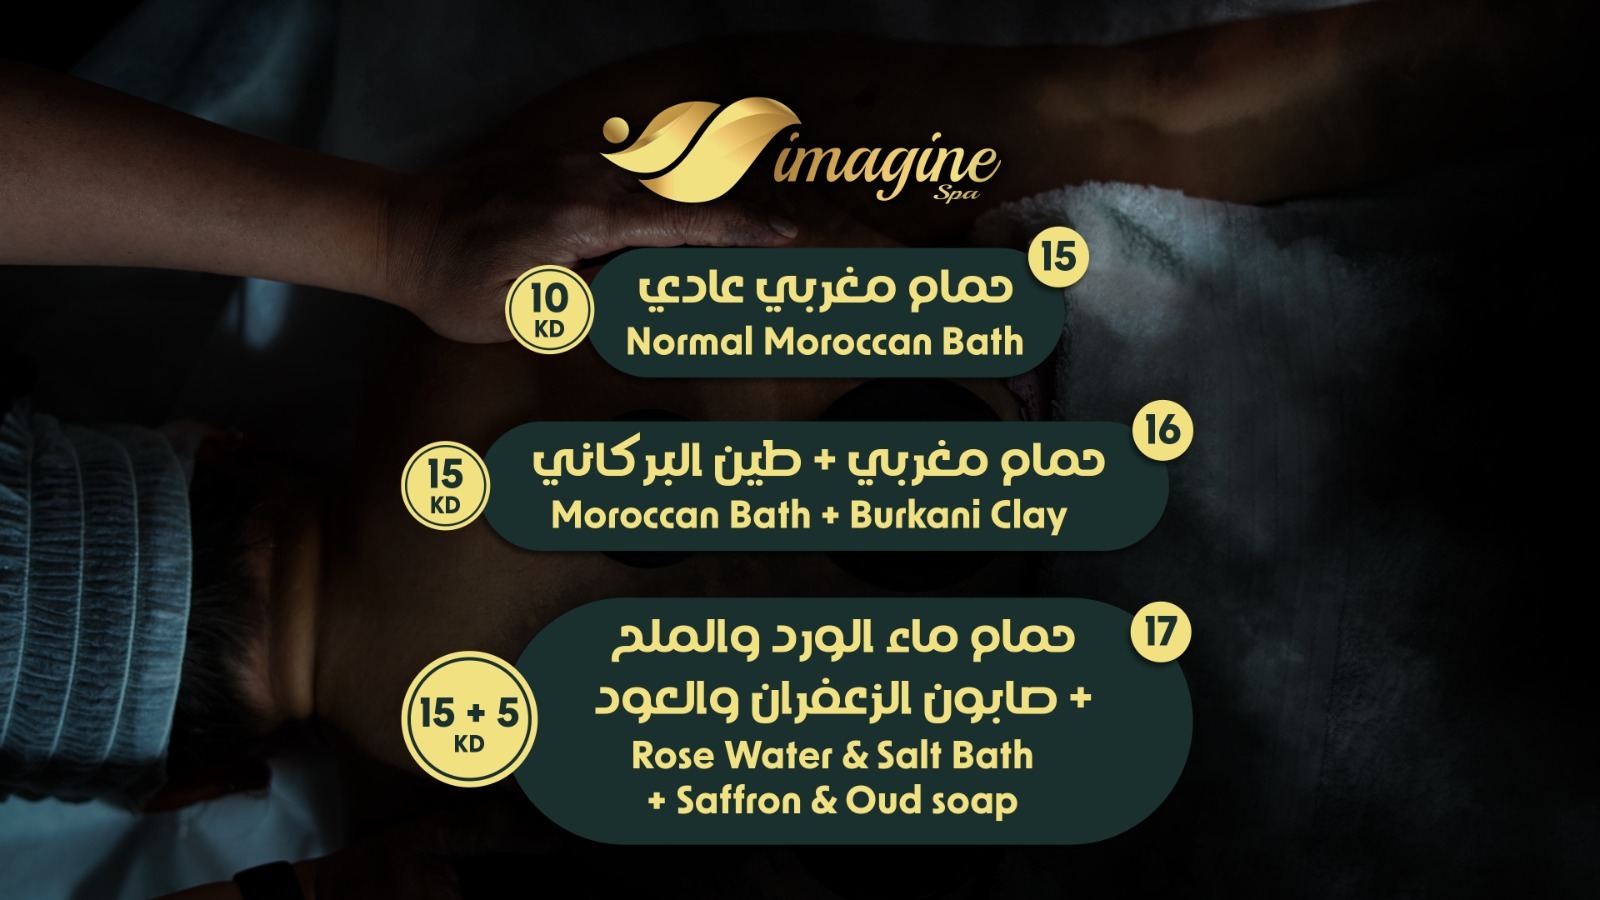 imagine
Spa
15
حمام مغربي عادي
10
KD
Normal Moroccan Bath
16
حمام مغربي + طين البركاني
15
KD
Moroccan Bath + Burkani Clay
17
حمام ماء الورد والملح
+ صابون الزعفران والعود
15 + 5
KD
Rose Water & Salt Bath
+ Saffron & Oud soap